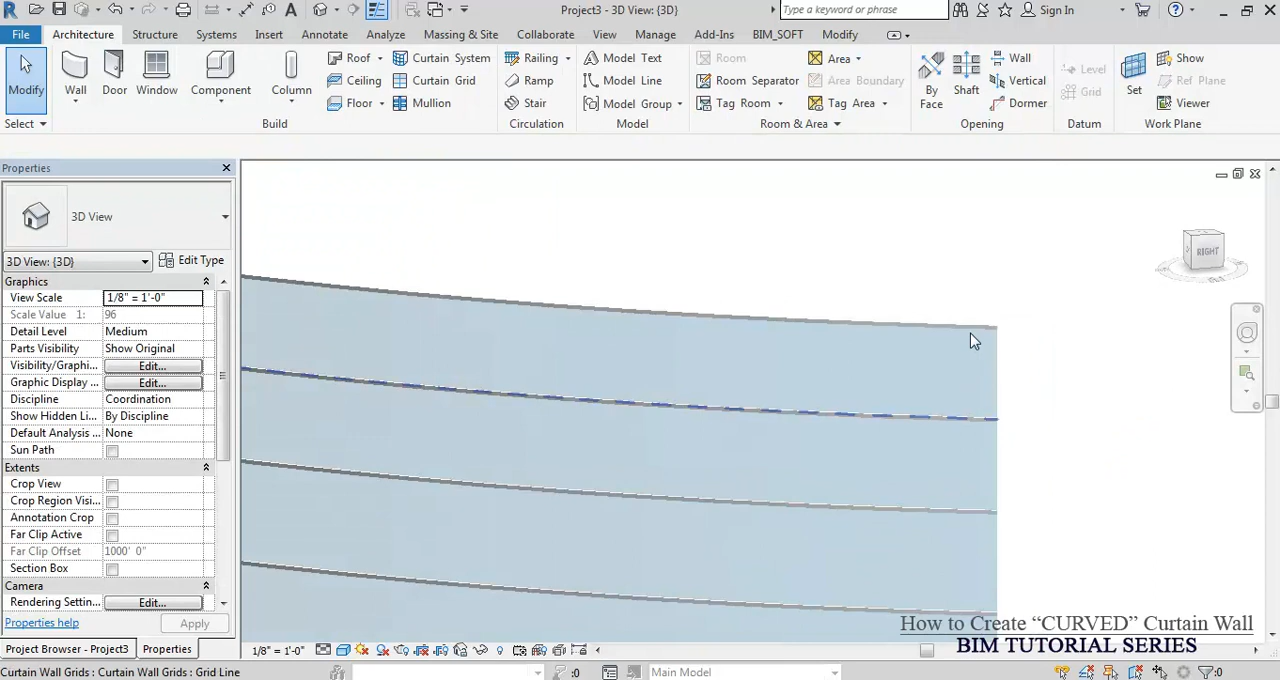 Project3 - 3D View: {3D}
Type a keyword or phrase
Sign In
File Architecture Structure Systems Insert Annotate Analyze Massing & Site Collaborate View Manage Add-Ins BIM_SOFT Modify
Modify
Wall
Door
Window
Component
Column
Roof
Ceiling
Floor
Curtain System
Curtain Grid
Mullion
Railing
Ramp
Stair
Model Text
Model Line
Model Group
Room
Room Separator
Tag Room
Area
Area Boundary
Tag Area
By
Face
Shaft
Wall
Vertical
Dormer
Level
Grid
Set
Show
Ref Plane
Viewer
Select
Build
Circulation
Model
Room & Area
Opening
Datum
Work Plane
Properties
3D View
3D View: {3D}
Edit Type
Graphics
View Scale 1/8" = 1'-0"
Scale Value 1: 96
Detail Level Medium
Parts Visibility Show Original
Visibility/Graphi... Edit...
Graphic Display ... Edit...
Discipline Coordination
Show Hidden Li... By Discipline
Default Analysis ... None
Sun Path
Extents
Crop View
Crop Region Visi...
Annotation Crop
Far Clip Active
Far Clip Offset 1000' 0"
Section Box
Camera
Rendering Settin... Edit...
Properties help
Apply
Project Browser - Project3
Properties
RIGHT
1/8" = 1'-0"
How to Create “CURVED” Curtain Wall
BIM TUTORIAL SERIES
Curtain Wall Grids : Curtain Wall Grids : Grid Line
:0
Main Model
:0